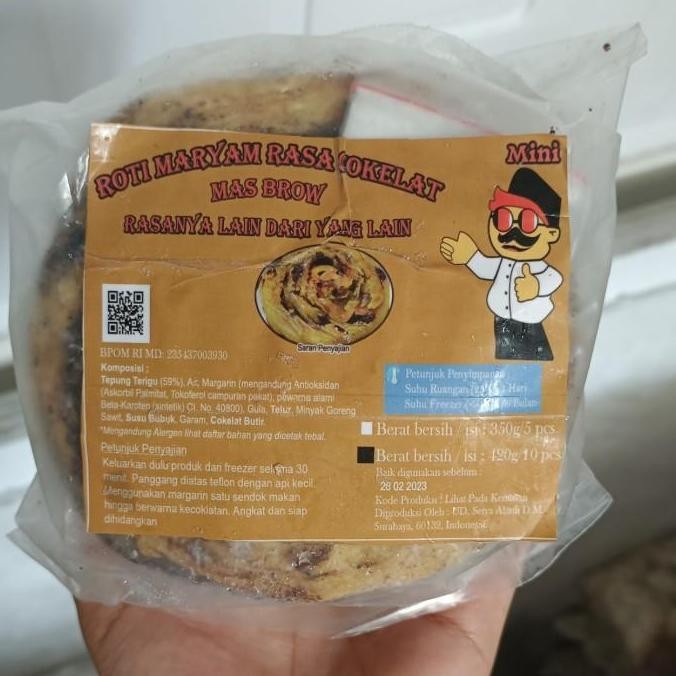 ROTI MARYAM RASA COKELAT
Mini
MAS BROW
RASANYA LAIN DARI YANG LAIN
Saran Penyajian
BPOM RI MD: 235437003930
Komposisi :
Tepung Terigu (59%), Air, Margarin (mengandung Antioksidan
(Askorbil Palmitat, Tokoferol campuran pekat), pewarna alami
Beta-Karoten (sintetik) CI. No. 40800), Gula, Telur, Minyak Goreng
Sawit, Susu Bubuk, Garam, Cokelat Butir.
*Mengandung Alergen lihat daftar bahan yang dicetak tebal.
Petunjuk Penyajian
Keluarkan dulu produk dari freezer selama 30
menit. Panggang diatas teflon dengan api kecil.
Menggunakan margarin satu sendok makan
hingga berwarna kecoklatan. Angkat dan siap
dihidangkan
Petunjuk Penyimpanan
Suhu Ruangan Hari
Suhu Freezer Bulan
Berat bersih / isi : 350g/5 pcs
Berat bersih / isi : 420g 10 pcs
Baik digunakan sebelum :
28 02 2023
Kode Produksi : Lihat Pada Kemasan
Diproduksi Oleh : UD. Setya Abadi D.M.
Surabaya, 60132, Indonesia